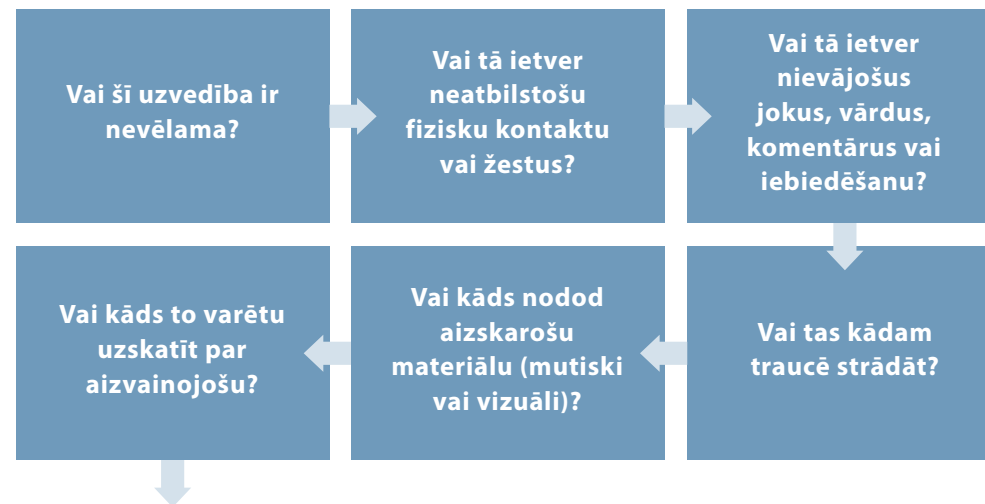 Vai šī uzvedība ir
nevēlama?
Vai tā ietver
neatbilstošu
fizisku kontaktu
vai žestus?
Vai tā ietver
nievājošus
jokus, vārdus,
komentārus vai
iebiedēšanu?
Vai tas kādam
traucē strādāt?
Vai kāds nodod
aizskarošu
materiālu (mutiski
vai vizuāli)?
Vai kāds to varētu
uzskatīt par
aizvainojošu?